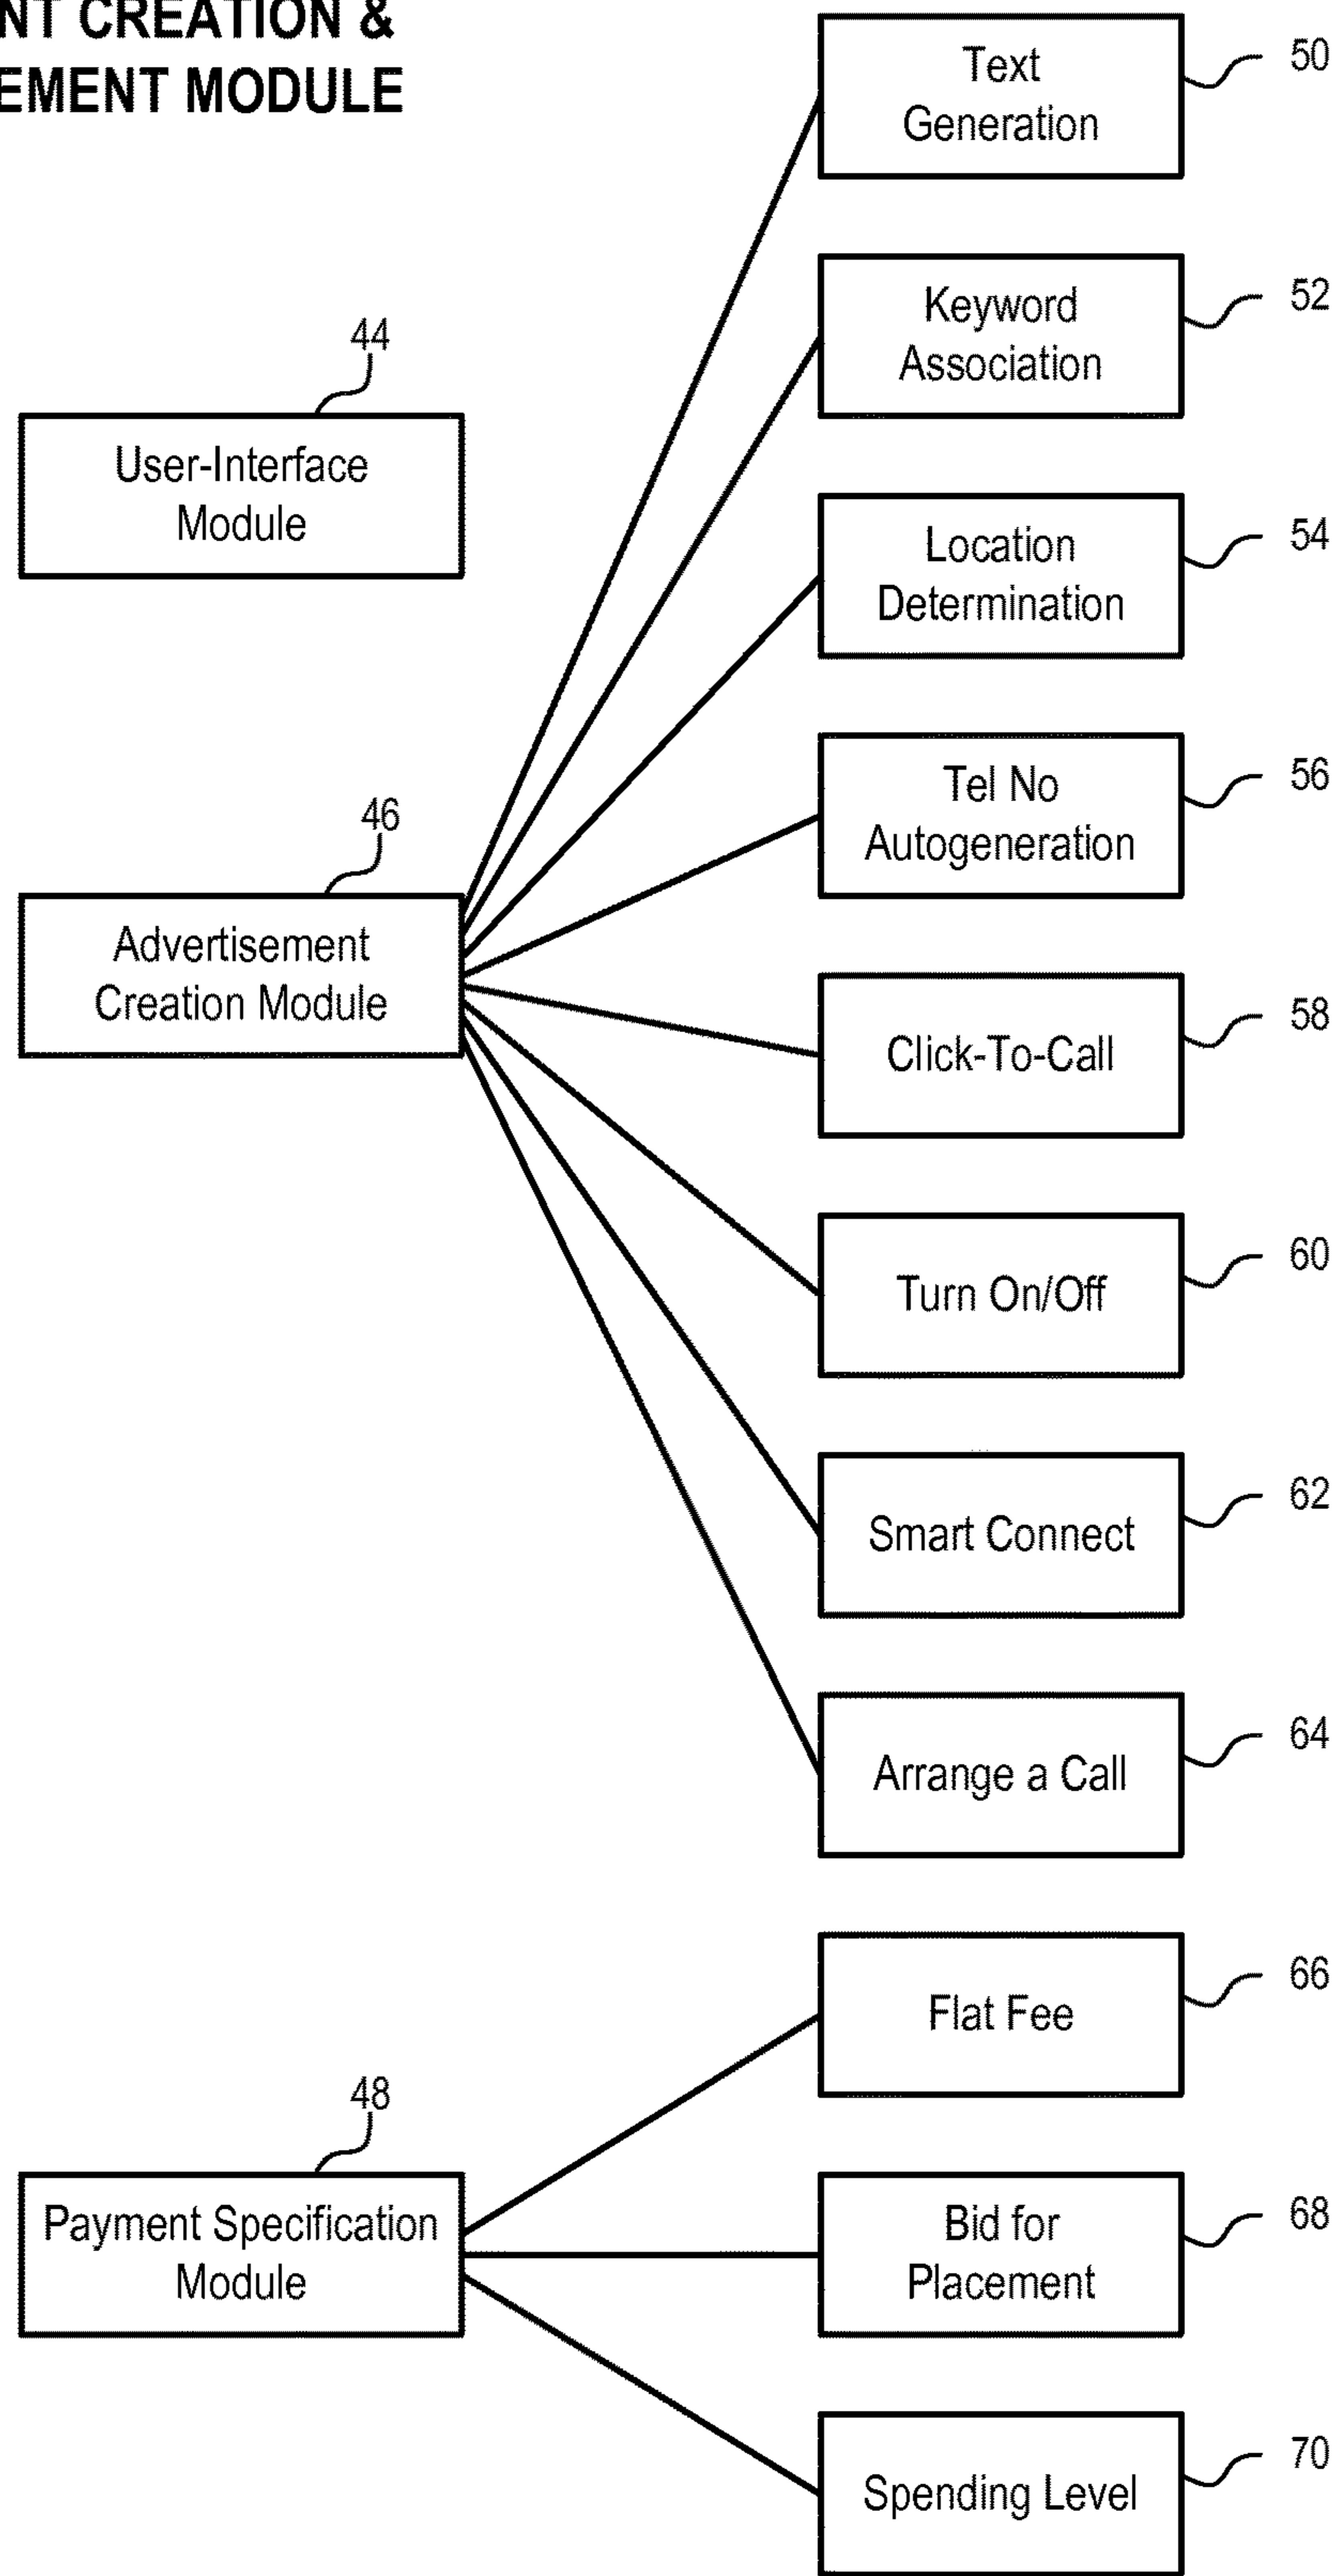 NT CREATION &
EMENT MODULE
44
User-Interface
Module
46
Advertisement
Creation Module
48
Payment Specification
Module
Text
Generation
50
Keyword
Association
52
Location
Determination
54
Tel No
Autogeneration
56
Click-To-Call
58
Turn On/Off
60
Smart Connect
62
Arrange a Call
64
Flat Fee
66
Bid for
Placement
68
Spending Level
70